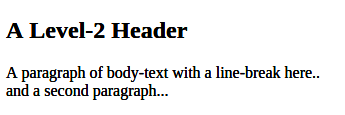 A Level-2 Header
A paragraph of body-text with a line-break here..
and a second paragraph...